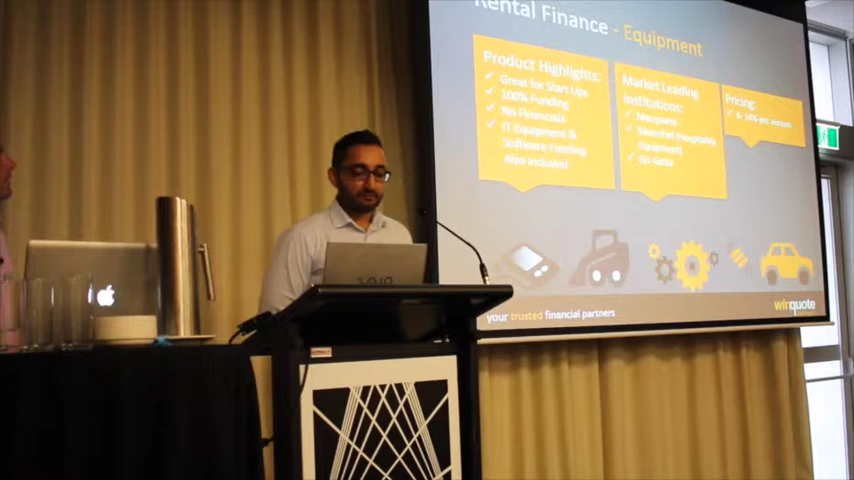 Rental Finance - Equipment
Product Highlights:
✓ Great for Start Ups
✓ 100% Funding
✓ No Financials
✓ IT Equipment &
Software Funding
Also Included
Market Leading
Institutions:
✓ Macquarie
✓ Silverchef (Hospitality
Equipment)
✓ Go Getta
Pricing:
✓ 6- 14% per annum
winquote
your trusted financial partners
VAIO